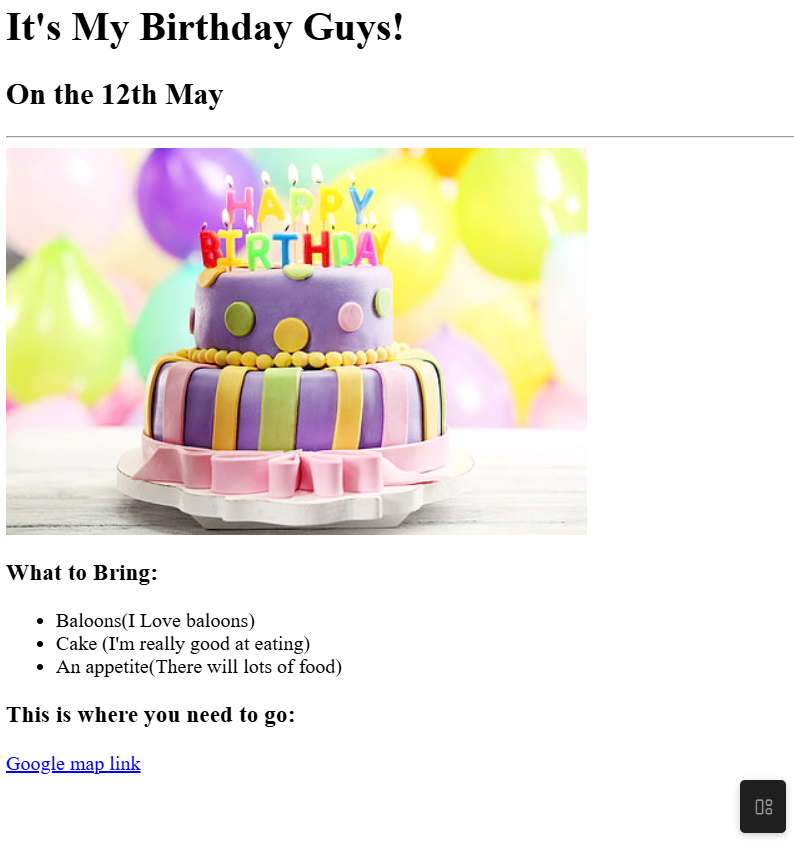 It's My Birthday Guys!
On the 12th May
HAPPY
BIRTHDAY
What to Bring:
Baloons(I Love baloons)
Cake (I'm really good at eating)
An appetite(There will lots of food)
This is where you need to go:
Google map link